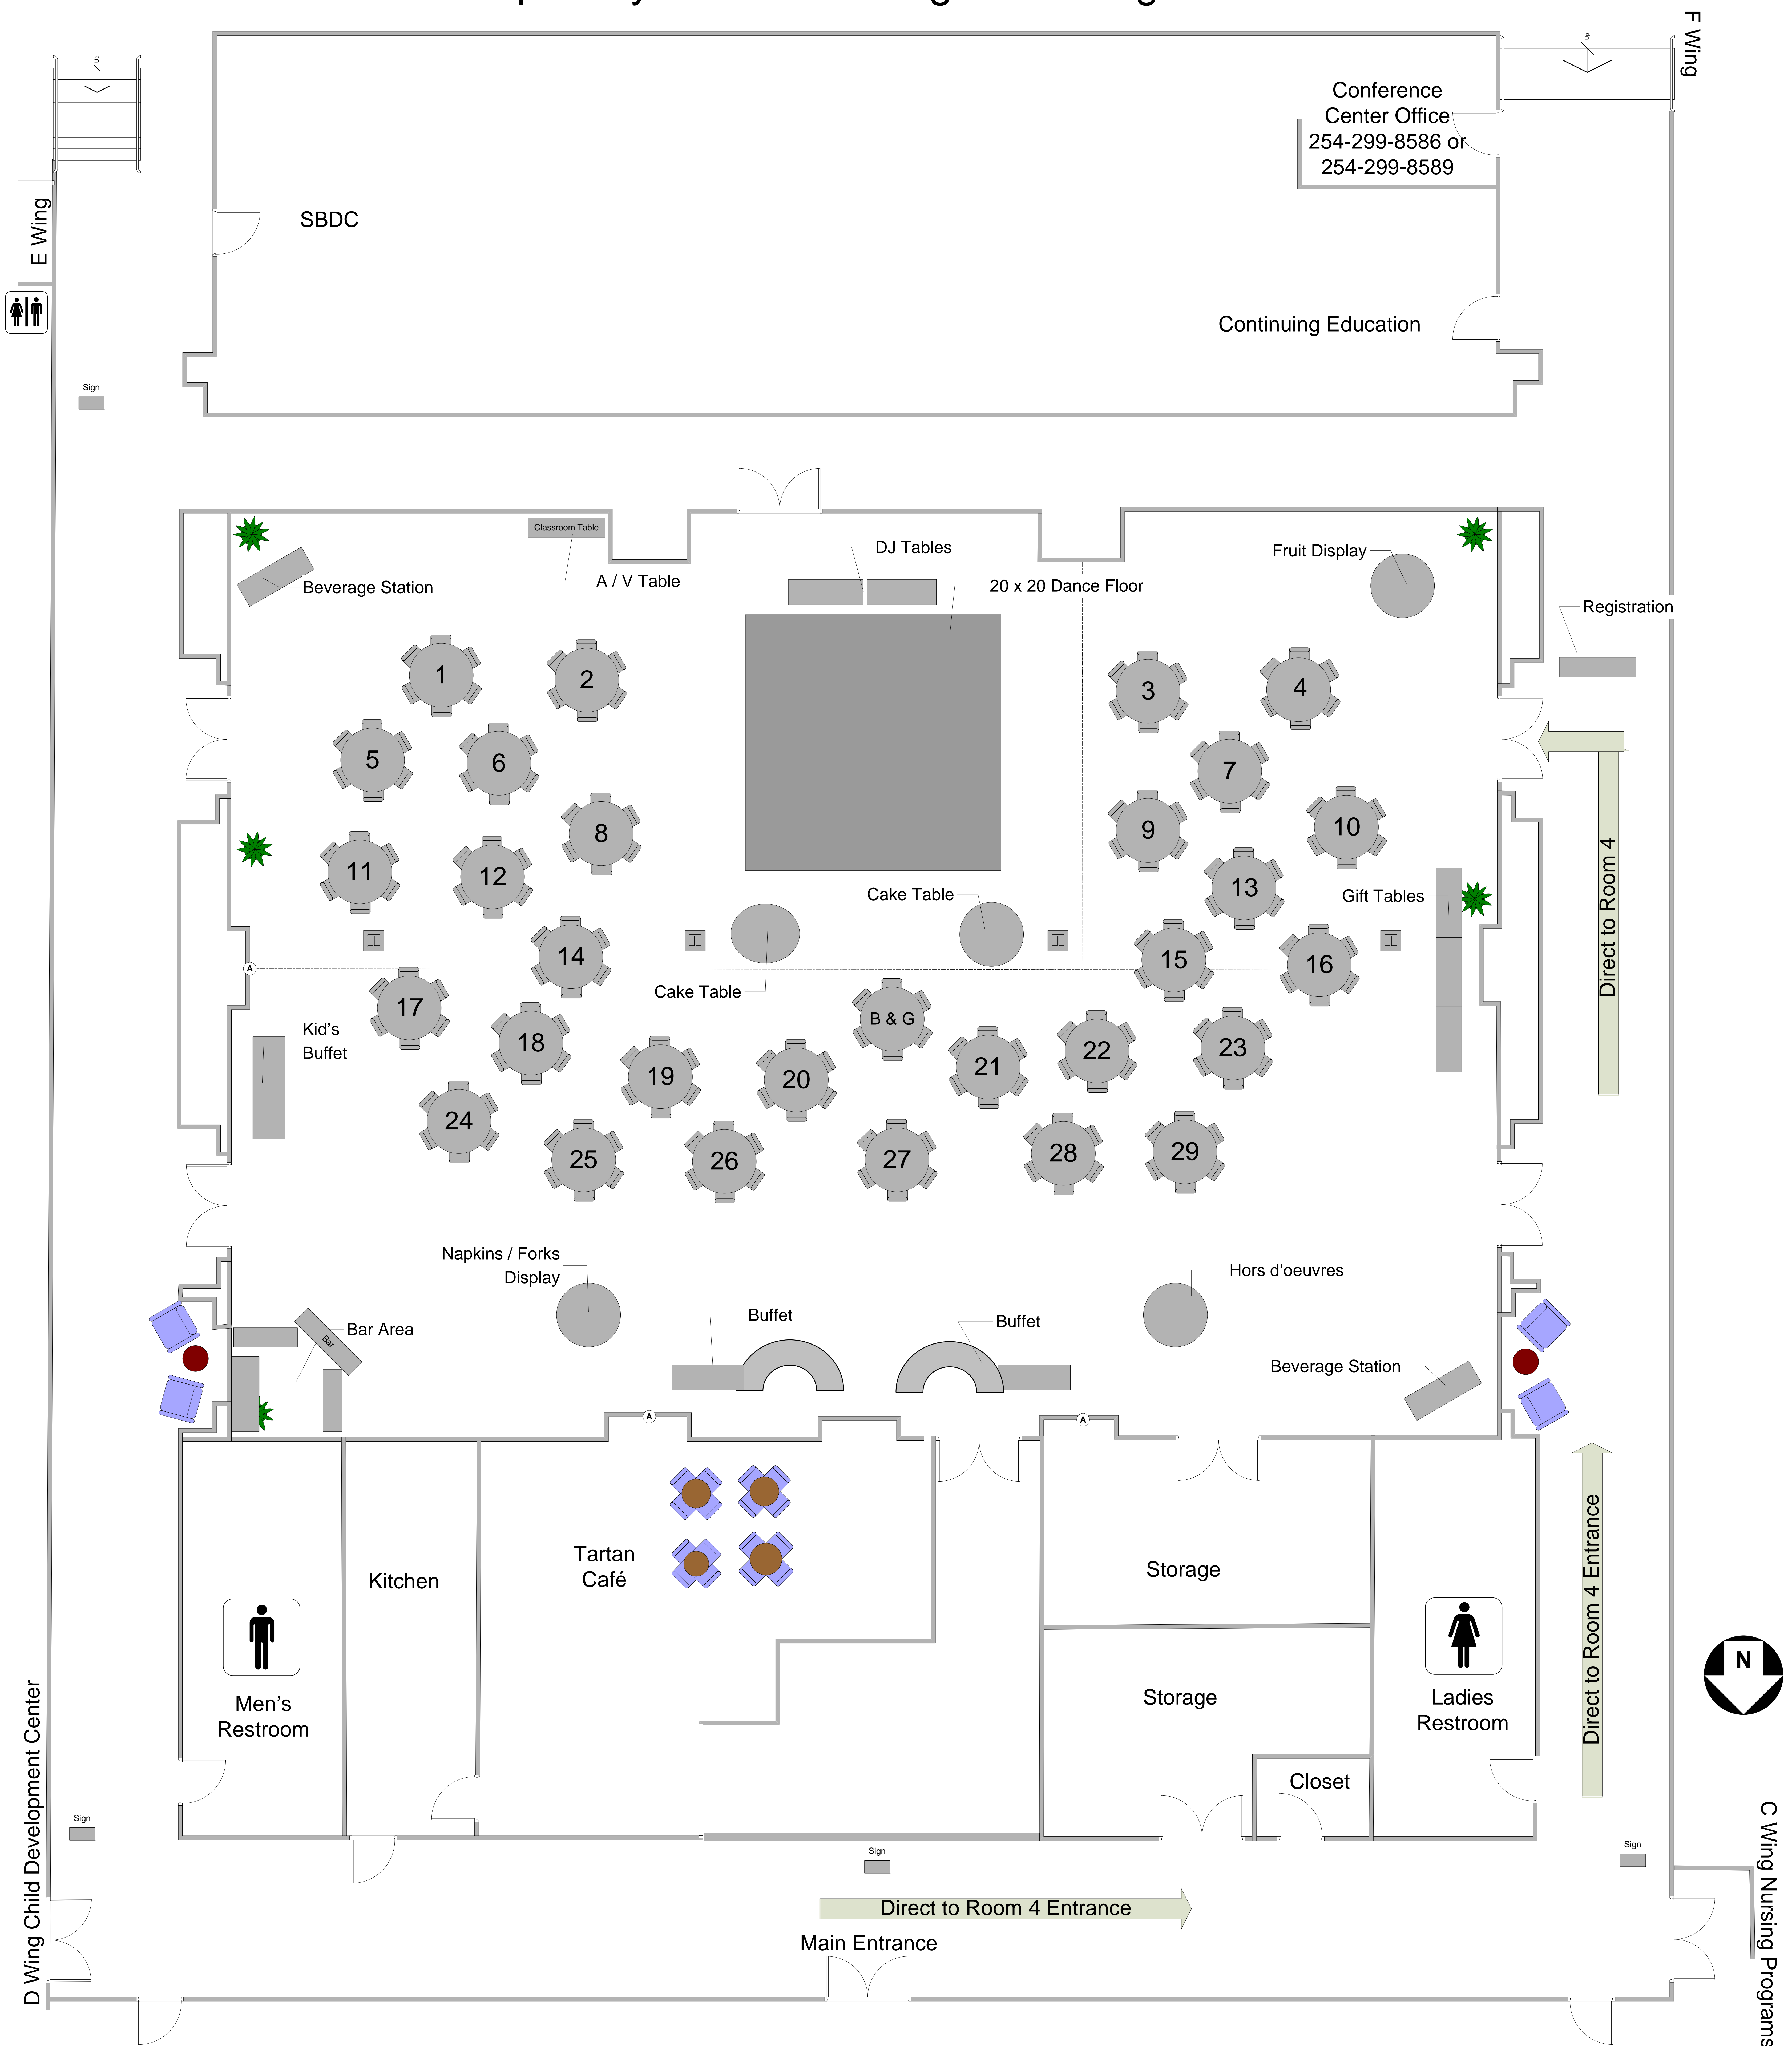 F Wing
Up
Up
Conference
Center Office
254-299-8586 or
254-299-8589
E Wing
SBDC
Continuing Education
Sign
Classroom Table
A / V Table
Beverage Station
DJ Tables
20 x 20 Dance Floor
Fruit Display
Registration
1
2
3
4
5
6
7
8
9
10
11
12
13
14
15
16
Cake Table
Cake Table
Gift Tables
Direct to Room 4
A
17
B & G
Kid's
Buffet
18
19
20
21
22
23
24
25
26
27
28
29
Napkins / Forks
Display
Hors d'oeuvres
Buffet
Buffet
Bar Area
Bar
Beverage Station
A
A
Tartan
Café
Kitchen
Storage
Direct to Room 4 Entrance
Men's
Restroom
Storage
Ladies
Restroom
N
Closet
D Wing Child Development Center
C Wing Nursing Programs
Sign
Sign
Sign
Direct to Room 4 Entrance
Main Entrance